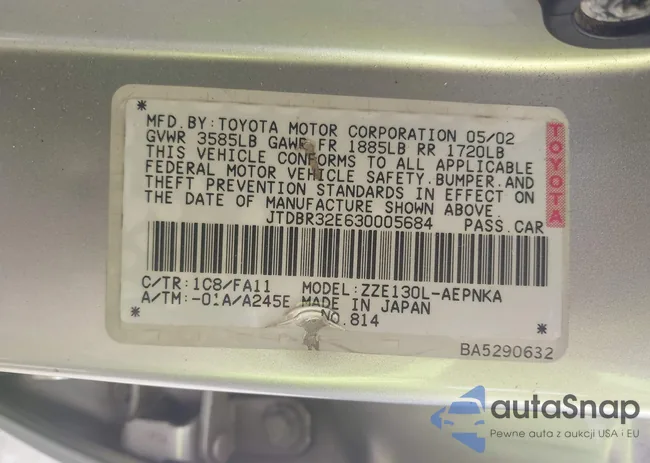 MFD.BY:TOYOTA MOTOR CORPORATION 05/02
GVWR 3585LB GAWR FR 1885LB RR 1720LB
THIS VEHICLE CONFORMS TO ALL APPLICABLE
FEDERAL MOTOR VEHICLE SAFETY,BUMPER,AND
THEFT PREVENTION STANDARDS IN EFFECT ON
THE DATE OF MANUFACTURE SHOWN ABOVE.
JTDBR32E630005684 PASS.CAR
TOYOTA
C/TR:1C8/FA11 MODEL:ZZE130L-AEPNKA
A/TM:-01A/A245E MADE IN JAPAN
NO.814
BA5290632
autoSnap
Pewne auta z aukcji USA i EU